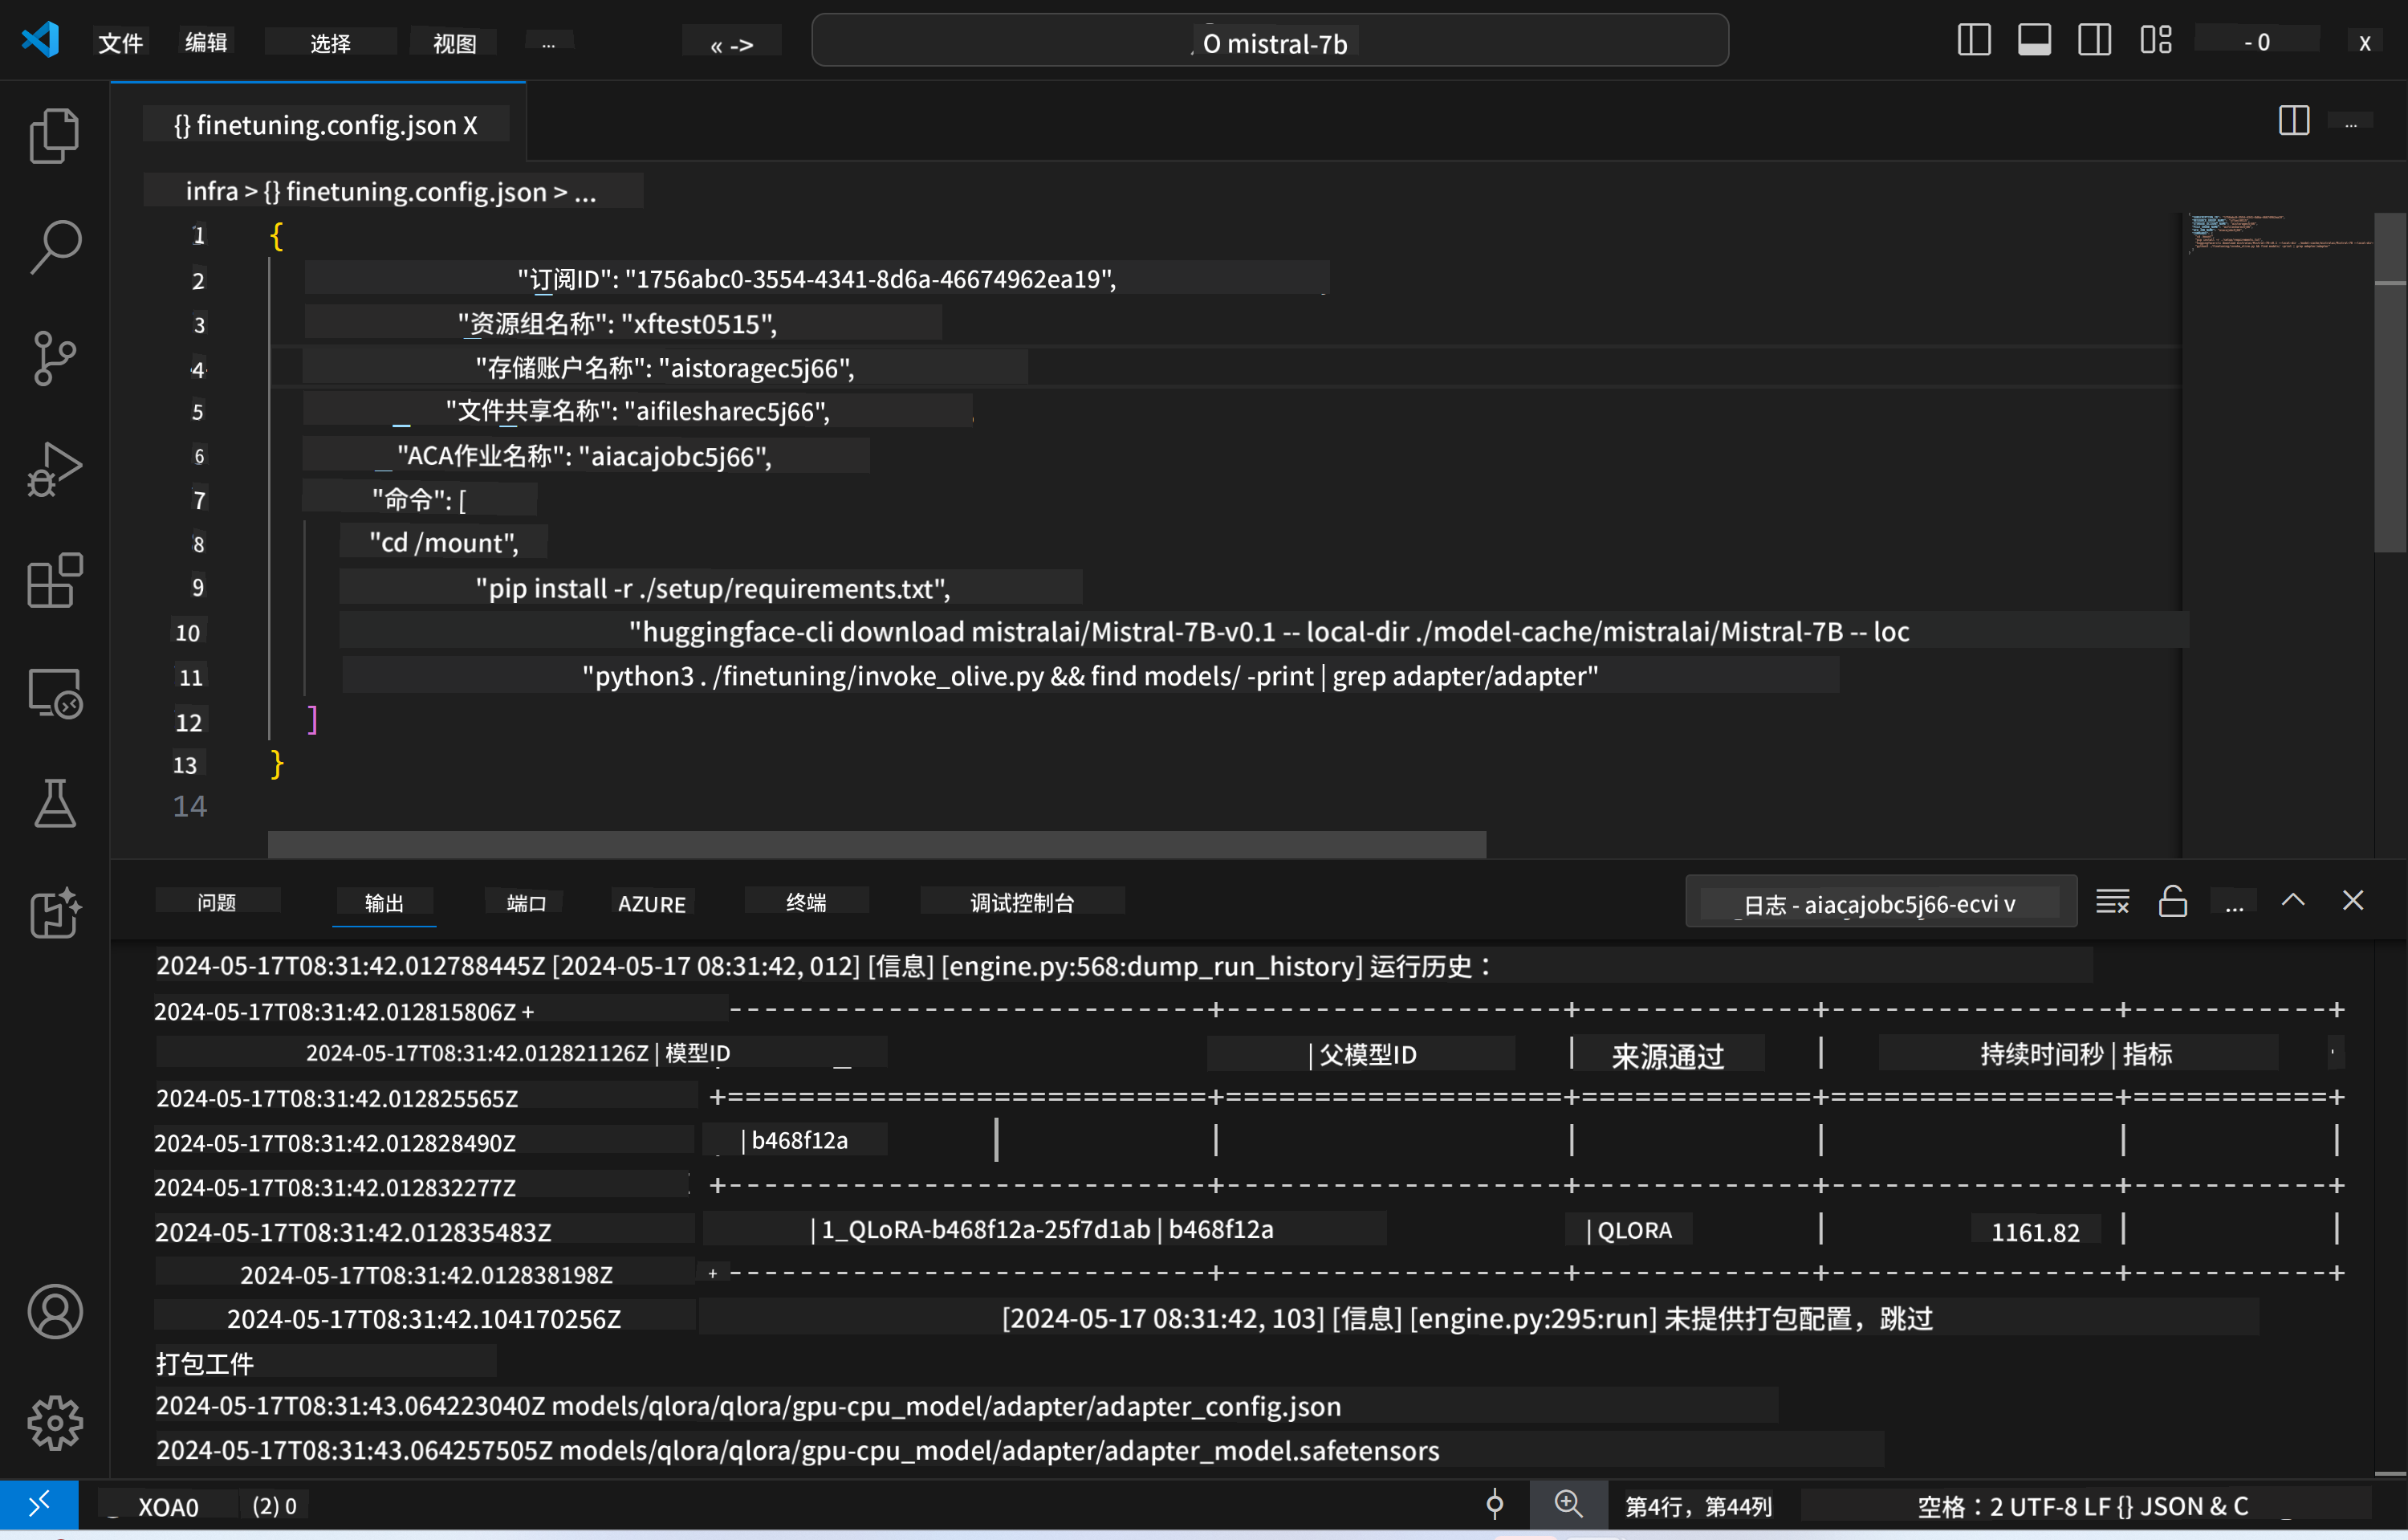 文件 编辑 选择 视图 ... « -> O mistral-7b - 0 x
{} finetuning.config.json X ...
infra > {} finetuning.config.json > ...
1 {
2 "订阅ID": "1756abc0-3554-4341-8d6a-46674962ea19",
3 "资源组名称": "xftest0515",
4 "存储账户名称": "aistoragec5j66",
5 "文件共享名称": "aifilesharec5j66",
6 "ACA作业名称": "aiacajobc5j66",
7 "命令": [
8 "cd /mount",
9 "pip install -r ./setup/requirements.txt",
10 "huggingface-cli download mistralai/Mistral-7B-v0.1 -- local-dir ./model-cache/mistralai/Mistral-7B -- loc
11 "python3 . /finetuning/invoke_olive.py && find models/ -print | grep adapter/adapter"
12 ]
13 }
14
问题 输出 端口 AZURE 终端 调试控制台 日志 - aiacajobc5j66-ecvi v ...
2024-05-17T08:31:42.012788445Z [2024-05-17 08:31:42, 012] [信息] [engine.py:568:dump_run_history] 运行历史：
2024-05-17T08:31:42.012815806Z +---------------------------+-------------------+-------------+----------------+-----------+
2024-05-17T08:31:42.012821126Z | 模型ID | 父模型ID | 来源通过 | 持续时间秒 | 指标
2024-05-17T08:31:42.012825565Z +===========================+===================+=============+================+===========+
2024-05-17T08:31:42.012828490Z | b468f12a | | | | | |
2024-05-17T08:31:42.012832277Z +---------------------------+-------------------+-------------+----------------+-----------+
2024-05-17T08:31:42.012835483Z | 1_QLoRA-b468f12a-25f7d1ab | b468f12a | QLORA | 1161.82 | |
2024-05-17T08:31:42.012838198Z +---------------------------+-------------------+-------------+----------------+-----------+
2024-05-17T08:31:42.104170256Z [2024-05-17 08:31:42, 103] [信息] [engine.py:295:run] 未提供打包配置，跳过
打包工件
2024-05-17T08:31:43.064223040Z models/qlora/qlora/gpu-cpu_model/adapter/adapter_config.json
2024-05-17T08:31:43.064257505Z models/qlora/qlora/gpu-cpu_model/adapter/adapter_model.safetensors
XOA0 (2) 0 第4行，第44列 空格：2 UTF-8 LF {} JSON & C